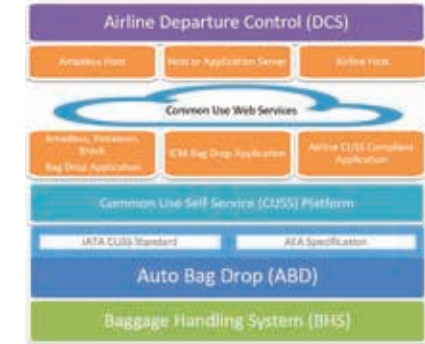 Airline Departure Control (DCS)
Amadeus Host
Host or Application Server
Airline Host
Common Use Web Services
Amadeus,
Bag Drop Application
ICM Bag Drop Application
Airline CUSS Compliant
Application
Common Use Self Service (CUSS) Platform
IATA CUSS Standard
AEA Specification
Auto Bag Drop (ABD)
Baggage Handling System (BHS)